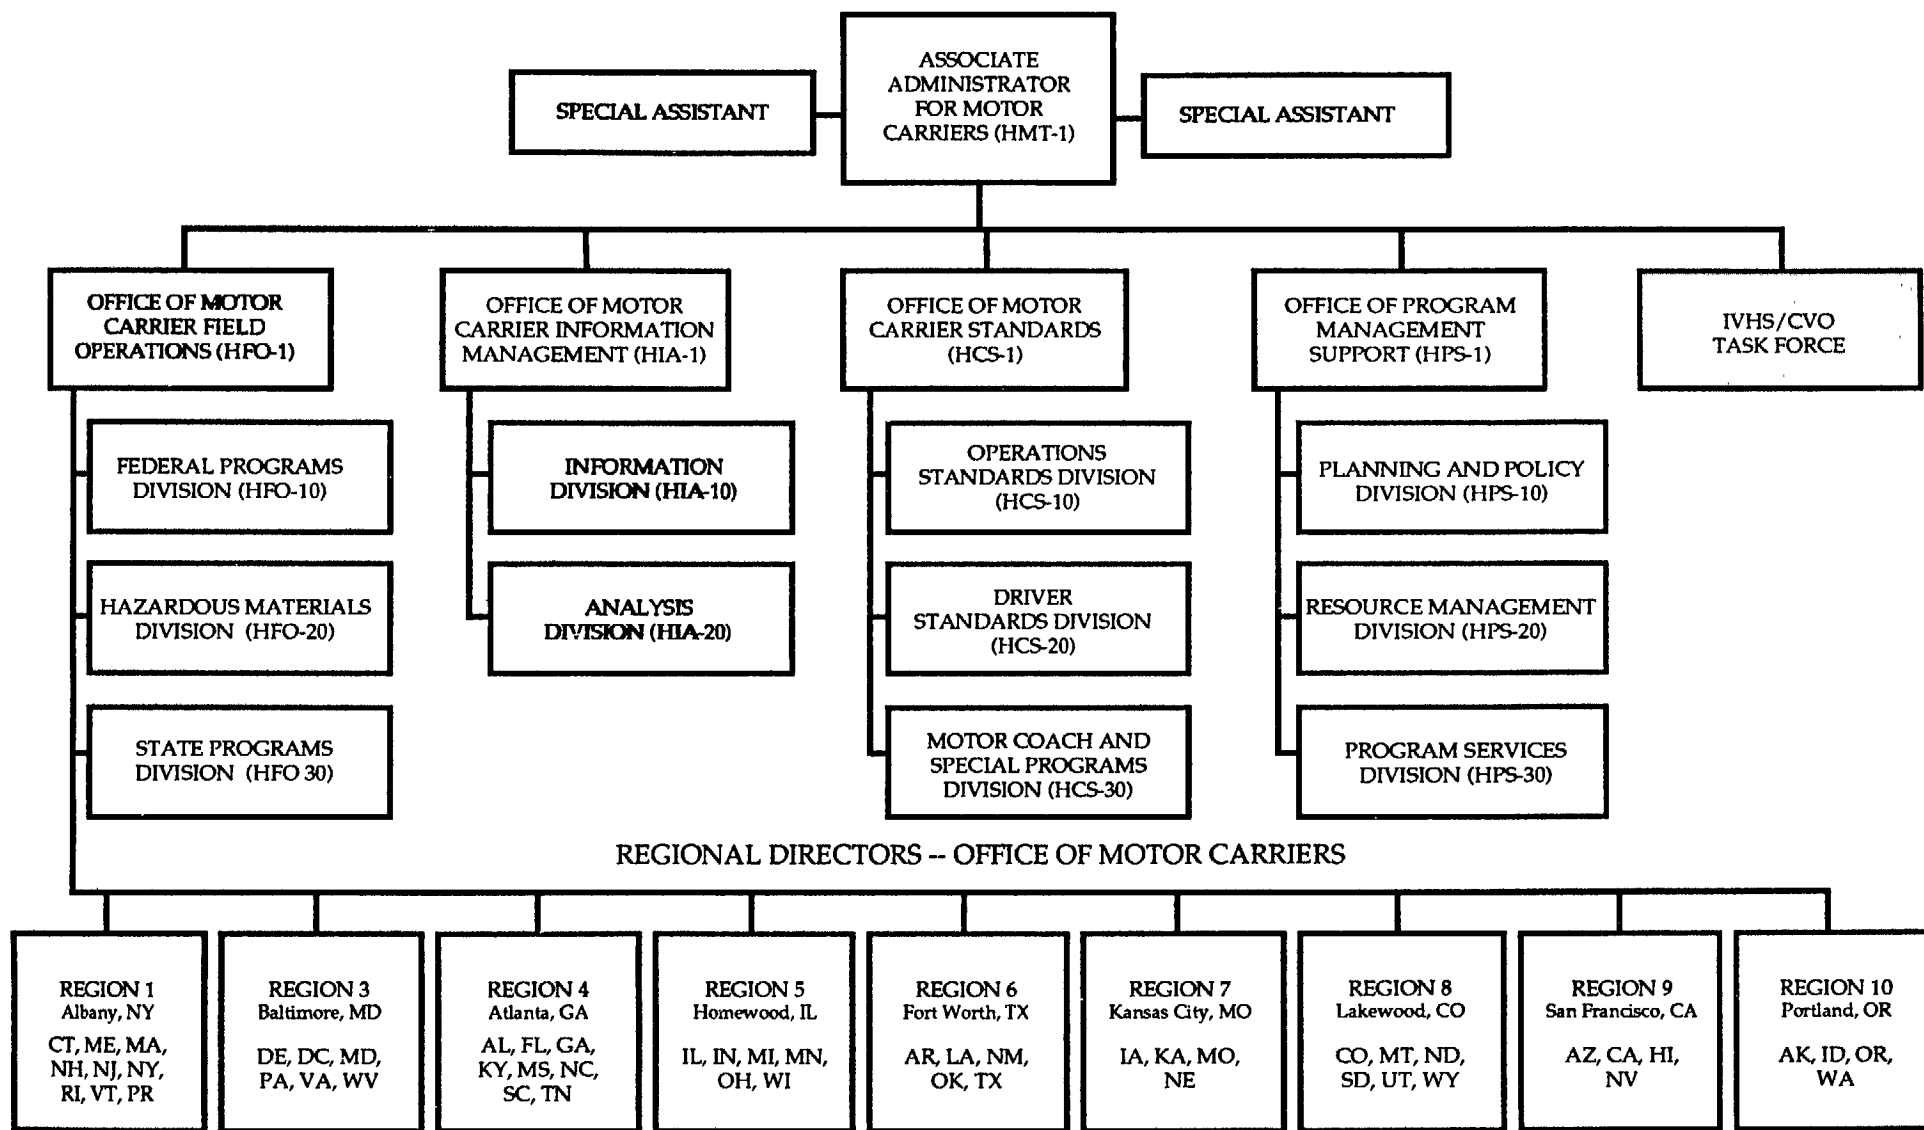 ASSOCIATE
ADMINISTRATOR
FOR MOTOR
CARRIERS (HMT-1)
SPECIAL ASSISTANT
SPECIAL ASSISTANT
OFFICE OF MOTOR
CARRIER FIELD
OPERATIONS (HFO-1)
OFFICE OF MOTOR
CARRIER INFORMATION
MANAGEMENT (HIA-1)
OFFICE OF MOTOR
CARRIER STANDARDS
(HCS-1)
OFFICE OF PROGRAM
MANAGEMENT
SUPPORT (HPS-1)
IVHS/CVO
TASK FORCE
FEDERAL PROGRAMS
DIVISION (HFO-10)
INFORMATION
DIVISION (HIA-10)
OPERATIONS
STANDARDS DIVISION
(HCS-10)
PLANNING AND POLICY
DIVISION (HPS-10)
HAZARDOUS MATERIALS
DIVISION (HFO-20)
ANALYSIS
DIVISION (HIA-20)
DRIVER
STANDARDS DIVISION
(HCS-20)
RESOURCE MANAGEMENT
DIVISION (HPS-20)
STATE PROGRAMS
DIVISION (HFO 30)
MOTOR COACH AND
SPECIAL PROGRAMS
DIVISION (HCS-30)
PROGRAM SERVICES
DIVISION (HPS-30)
REGIONAL DIRECTORS -- OFFICE OF MOTOR CARRIERS
REGION 1
Albany, NY
CT, ME, MA,
NH, NJ, NY,
RI, VT, PR
REGION 3
Baltimore, MD
DE, DC, MD,
PA, VA, WV
REGION 4
Atlanta, GA
AL, FL, GA,
KY, MS, NC,
SC, TN
REGION 5
Homewood, IL
IL, IN, MI, MN,
OH, WI
REGION 6
Fort Worth, TX
AR, LA, NM,
OK, TX
REGION 7
Kansas City, MO
IA, KA, MO,
NE
REGION 8
Lakewood, CO
CO, MT, ND,
SD, UT, WY
REGION 9
San Francisco, CA
AZ, CA, HI,
NV
REGION 10
Portland, OR
AK, ID, OR,
WA